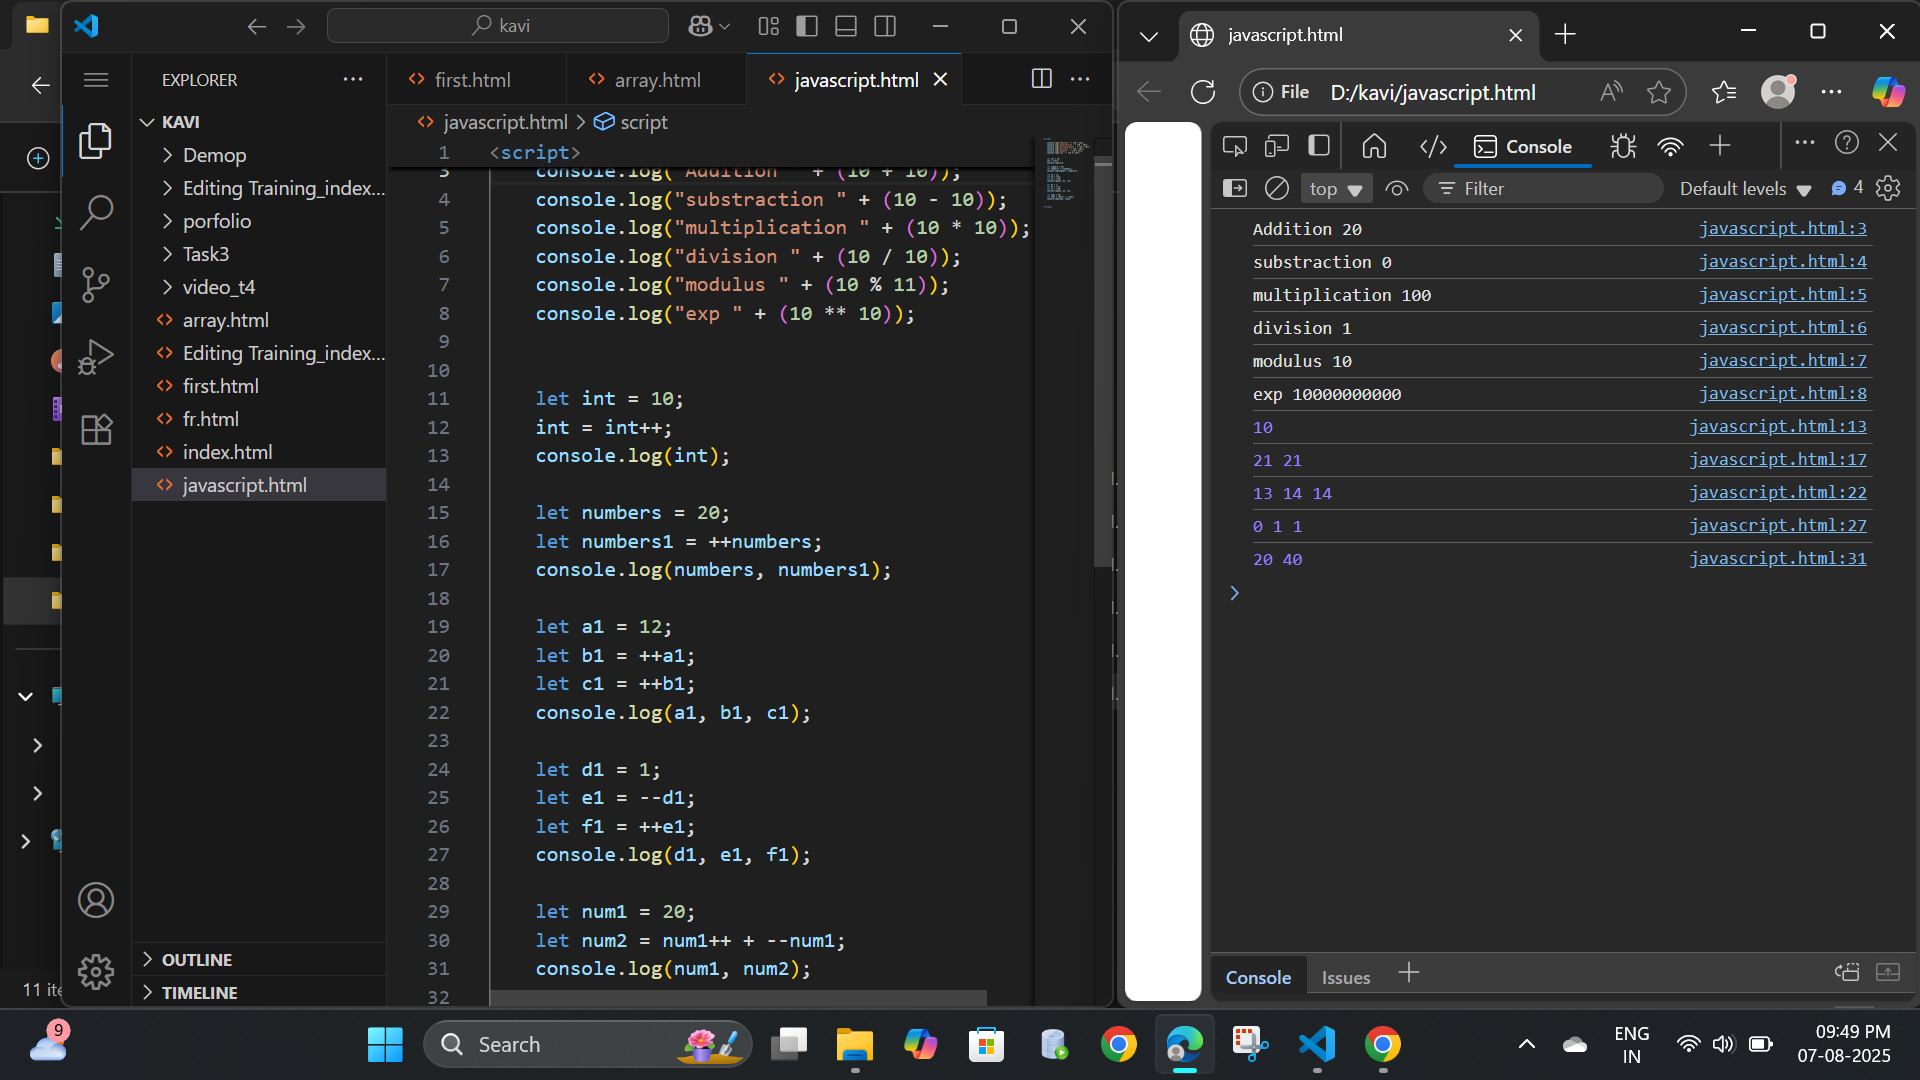 kavi
EXPLORER
first.html
array.html
javascript.html
KAVI
Demop
Editing Training_index...
porfolio
Task3
video_t4
array.html
Editing Training_index...
first.html
fr.html
index.html
javascript.html
OUTLINE
TIMELINE
javascript.html > script
1 <script>
3 console.log("Addition " + (10 + 10));
4 console.log("substraction " + (10 - 10));
5 console.log("multiplication " + (10 * 10));
6 console.log("division " + (10 / 10));
7 console.log("modulus " + (10 % 11));
8 console.log("exp " + (10 ** 10));
9
10
11 let int = 10;
12 int = int++;
13 console.log(int);
14
15 let numbers = 20;
16 let numbers1 = ++numbers;
17 console.log(numbers, numbers1);
18
19 let a1 = 12;
20 let b1 = ++a1;
21 let c1 = ++b1;
22 console.log(a1, b1, c1);
23
24 let d1 = 1;
25 let e1 = --d1;
26 let f1 = ++e1;
27 console.log(d1, e1, f1);
28
29 let num1 = 20;
30 let num2 = num1++ + --num1;
31 console.log(num1, num2);
32
11 ite
javascript.html
File D:/kavi/javascript.html
Console
top
Filter
Default levels
4
Addition 20 javascript.html:3
substraction 0 javascript.html:4
multiplication 100 javascript.html:5
division 1 javascript.html:6
modulus 10 javascript.html:7
exp 10000000000 javascript.html:8
10 javascript.html:13
21 21 javascript.html:17
13 14 14 javascript.html:22
0 1 1 javascript.html:27
20 40 javascript.html:31
Console
Issues
9
Search
ENG
IN
09:49 PM
07-08-2025